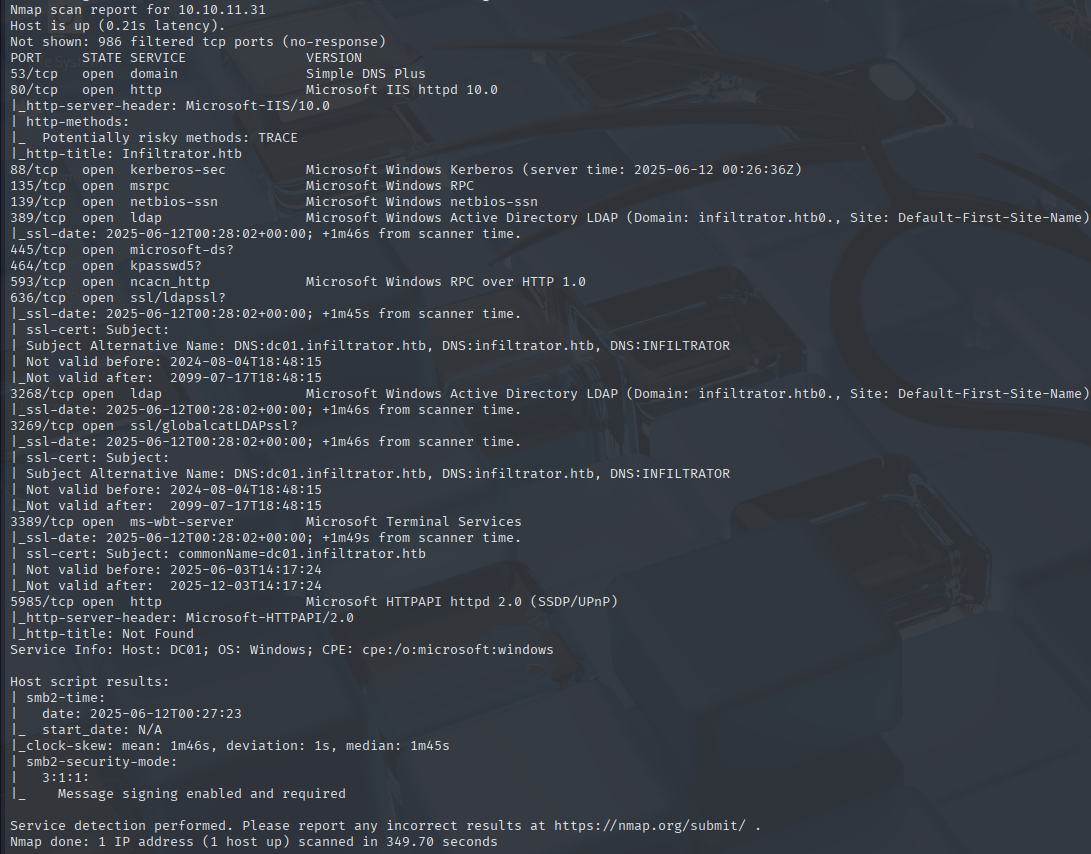 Nmap scan report for 10.10.11.31
Host is up (0.21s latency).
Not shown: 986 filtered tcp ports (no-response)
PORT     STATE SERVICE           VERSION
53/tcp   open  domain            Simple DNS Plus
80/tcp   open  http              Microsoft IIS httpd 10.0
|_http-server-header: Microsoft-IIS/10.0
| http-methods:
|_  Potentially risky methods: TRACE
|_http-title: Infiltrator.htb
88/tcp   open  kerberos-sec      Microsoft Windows Kerberos (server time: 2025-06-12 00:26:36Z)
135/tcp  open  msrpc             Microsoft Windows RPC
139/tcp  open  netbios-ssn       Microsoft Windows netbios-ssn
389/tcp  open  ldap              Microsoft Windows Active Directory LDAP (Domain: infiltrator.htb0., Site: Default-First-Site-Name)
|_ssl-date: 2025-06-12T00:28:02+00:00; +1m46s from scanner time.
445/tcp  open  microsoft-ds?
464/tcp  open  kpasswd5?
593/tcp  open  ncacn_http        Microsoft Windows RPC over HTTP 1.0
636/tcp  open  ssl/ldapssl?
|_ssl-date: 2025-06-12T00:28:02+00:00; +1m45s from scanner time.
| ssl-cert: Subject:
| Subject Alternative Name: DNS:dc01.infiltrator.htb, DNS:infiltrator.htb, DNS:INFILTRATOR
| Not valid before: 2024-08-04T18:48:15
|_Not valid after:  2099-07-17T18:48:15
3268/tcp open  ldap              Microsoft Windows Active Directory LDAP (Domain: infiltrator.htb0., Site: Default-First-Site-Name)
|_ssl-date: 2025-06-12T00:28:02+00:00; +1m46s from scanner time.
3269/tcp open  ssl/globalcatLDAPssl?
|_ssl-date: 2025-06-12T00:28:02+00:00; +1m46s from scanner time.
| ssl-cert: Subject:
| Subject Alternative Name: DNS:dc01.infiltrator.htb, DNS:infiltrator.htb, DNS:INFILTRATOR
| Not valid before: 2024-08-04T18:48:15
|_Not valid after:  2099-07-17T18:48:15
3389/tcp open  ms-wbt-server     Microsoft Terminal Services
|_ssl-date: 2025-06-12T00:28:02+00:00; +1m49s from scanner time.
| ssl-cert: Subject: commonName=dc01.infiltrator.htb
| Not valid before: 2025-06-03T14:17:24
|_Not valid after:  2025-12-03T14:17:24
5985/tcp open  http              Microsoft HTTPAPI httpd 2.0 (SSDP/UPnP)
|_http-server-header: Microsoft-HTTPAPI/2.0
|_http-title: Not Found
Service Info: Host: DC01; OS: Windows; CPE: cpe:/o:microsoft:windows

Host script results:
| smb2-time:
|   date: 2025-06-12T00:27:23
|_  start_date: N/A
|_clock-skew: mean: 1m46s, deviation: 1s, median: 1m45s
| smb2-security-mode:
|   3:1:1:
|_    Message signing enabled and required

Service detection performed. Please report any incorrect results at https://nmap.org/submit/ .
Nmap done: 1 IP address (1 host up) scanned in 349.70 seconds